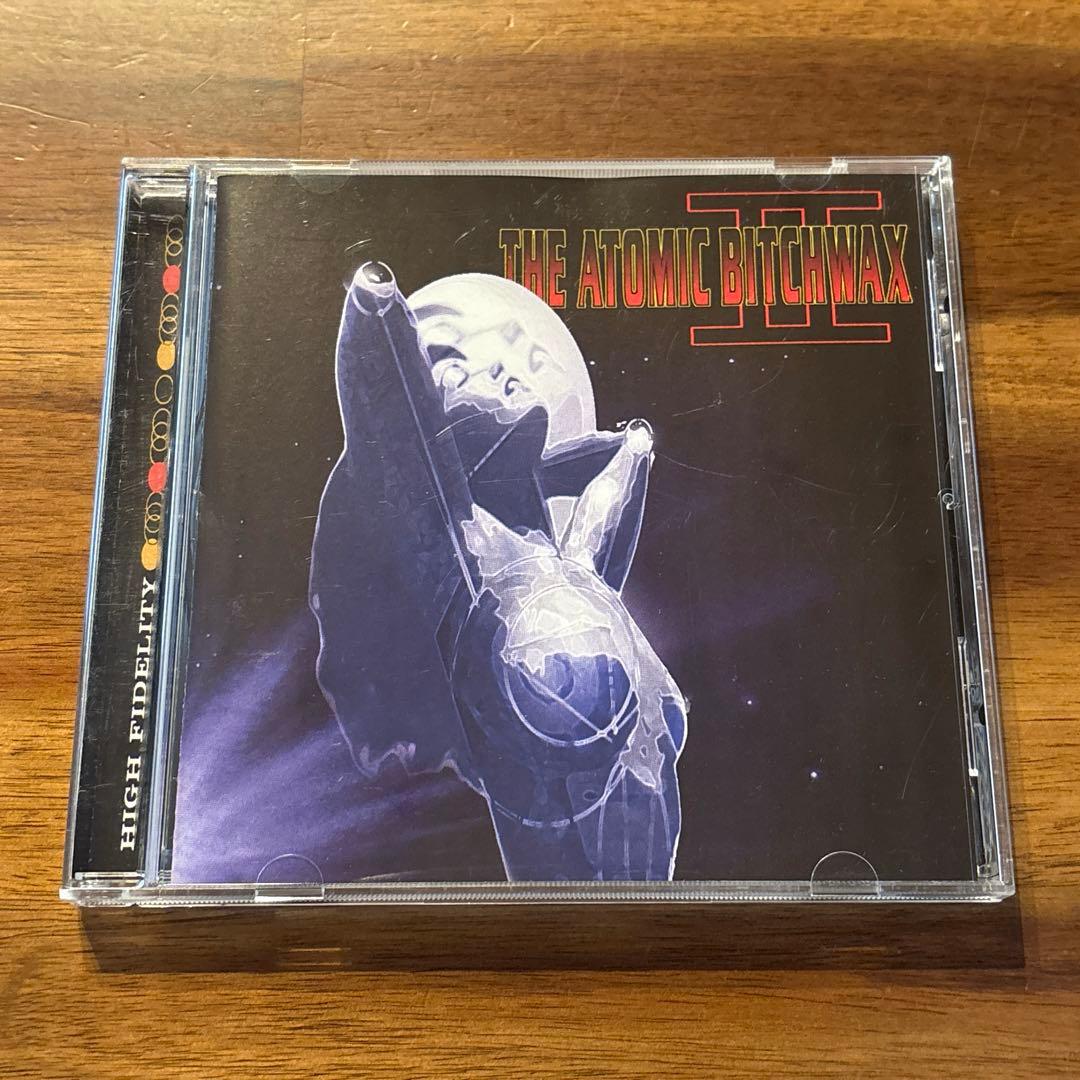 II
THE ATOMIC BITCHWAX
HIGH FIDELITY